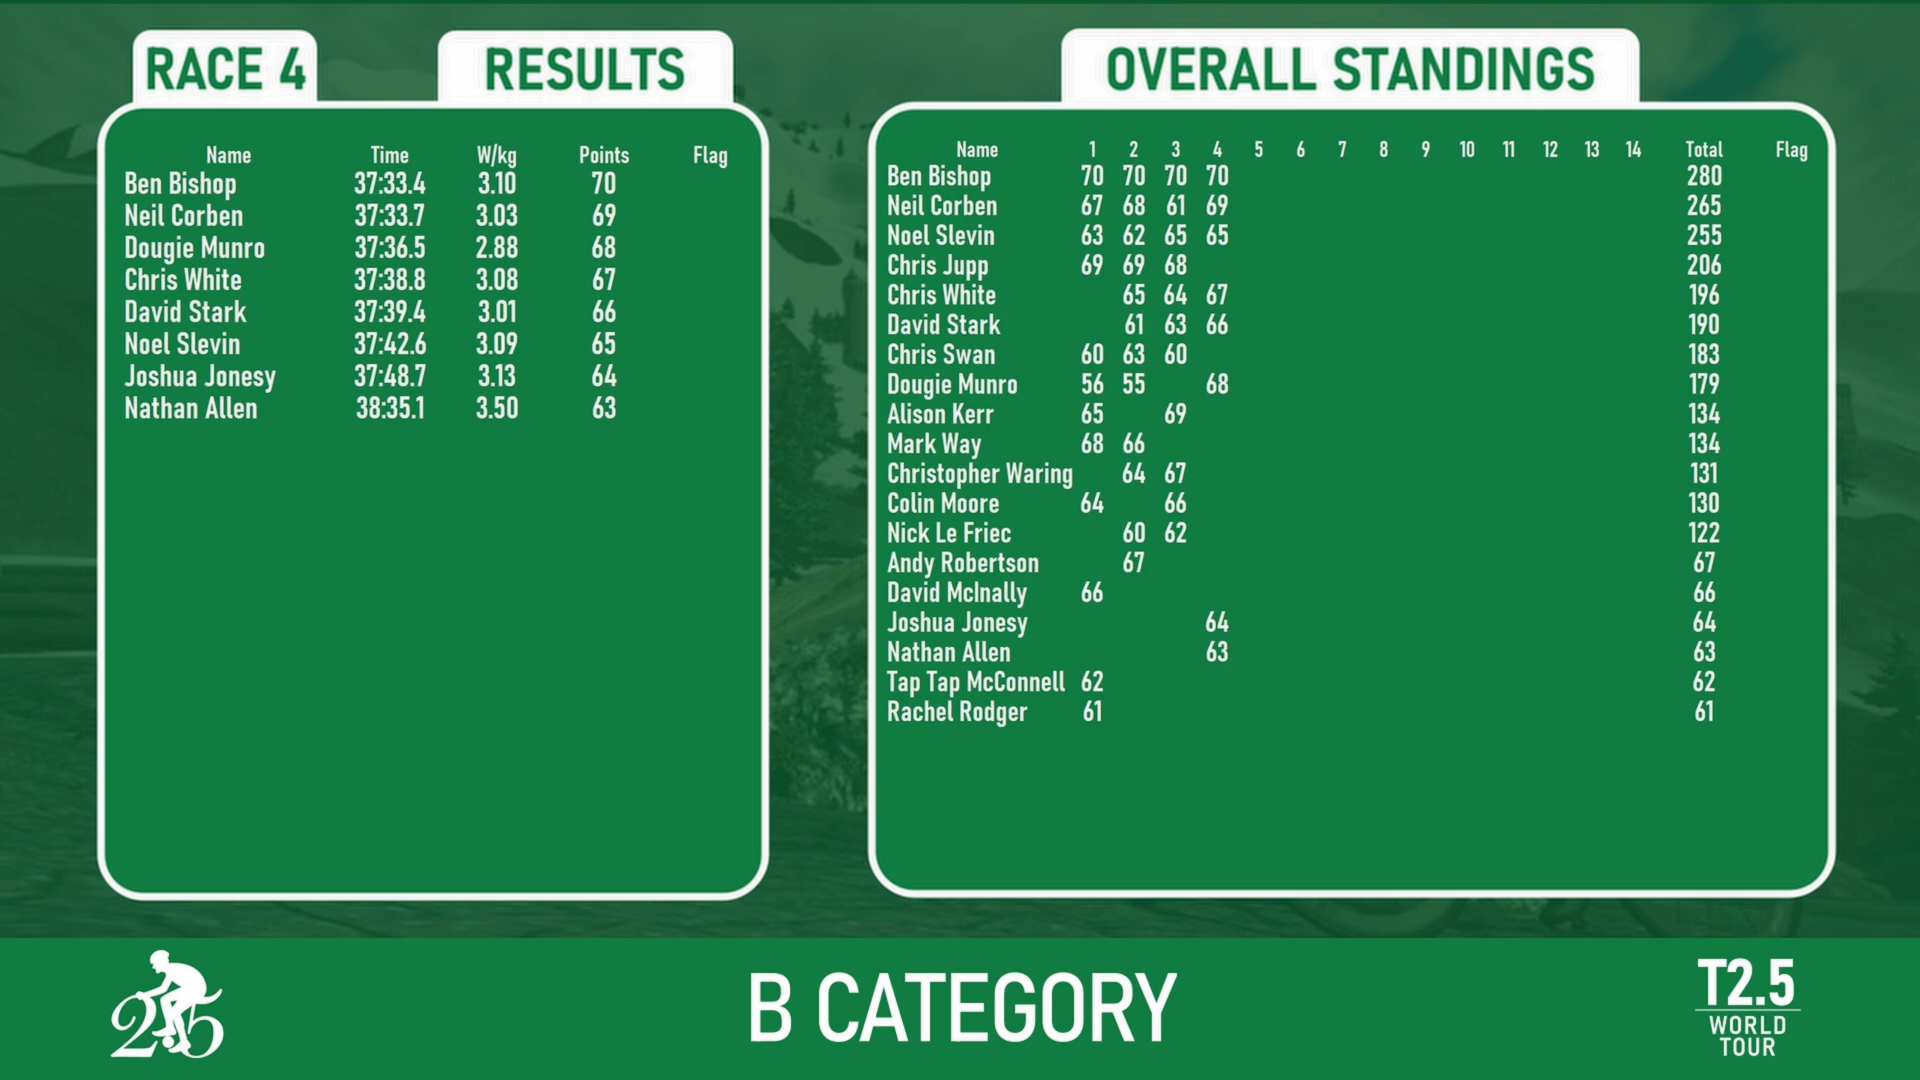 RACE 4
RESULTS
Name Time W/kg Points Flag
Ben Bishop 37:33.4 3.10 70
Neil Corben 37:33.7 3.03 69
Dougie Munro 37:36.5 2.88 68
Chris White 37:38.8 3.08 67
David Stark 37:39.4 3.01 66
Noel Slevin 37:42.6 3.09 65
Joshua Jonesy 37:48.7 3.13 64
Nathan Allen 38:35.1 3.50 63
OVERALL STANDINGS
Name 1 2 3 4 5 6 7 8 9 10 11 12 13 14 Total Flag
Ben Bishop 70 70 70 70 280
Neil Corben 67 68 61 69 265
Noel Slevin 63 62 65 65 255
Chris Jupp 69 69 68 206
Chris White 65 64 67 196
David Stark 61 63 66 190
Chris Swan 60 63 60 183
Dougie Munro 56 55 68 179
Alison Kerr 65 69 134
Mark Way 68 66 134
Christopher Waring 64 67 131
Colin Moore 64 66 130
Nick Le Friec 60 62 122
Andy Robertson 67 67
David McInally 66 66
Joshua Jonesy 64 64
Nathan Allen 63 63
Tap Tap McConnell 62 62
Rachel Rodger 61 61
25
B CATEGORY
T2.5
WORLD
TOUR